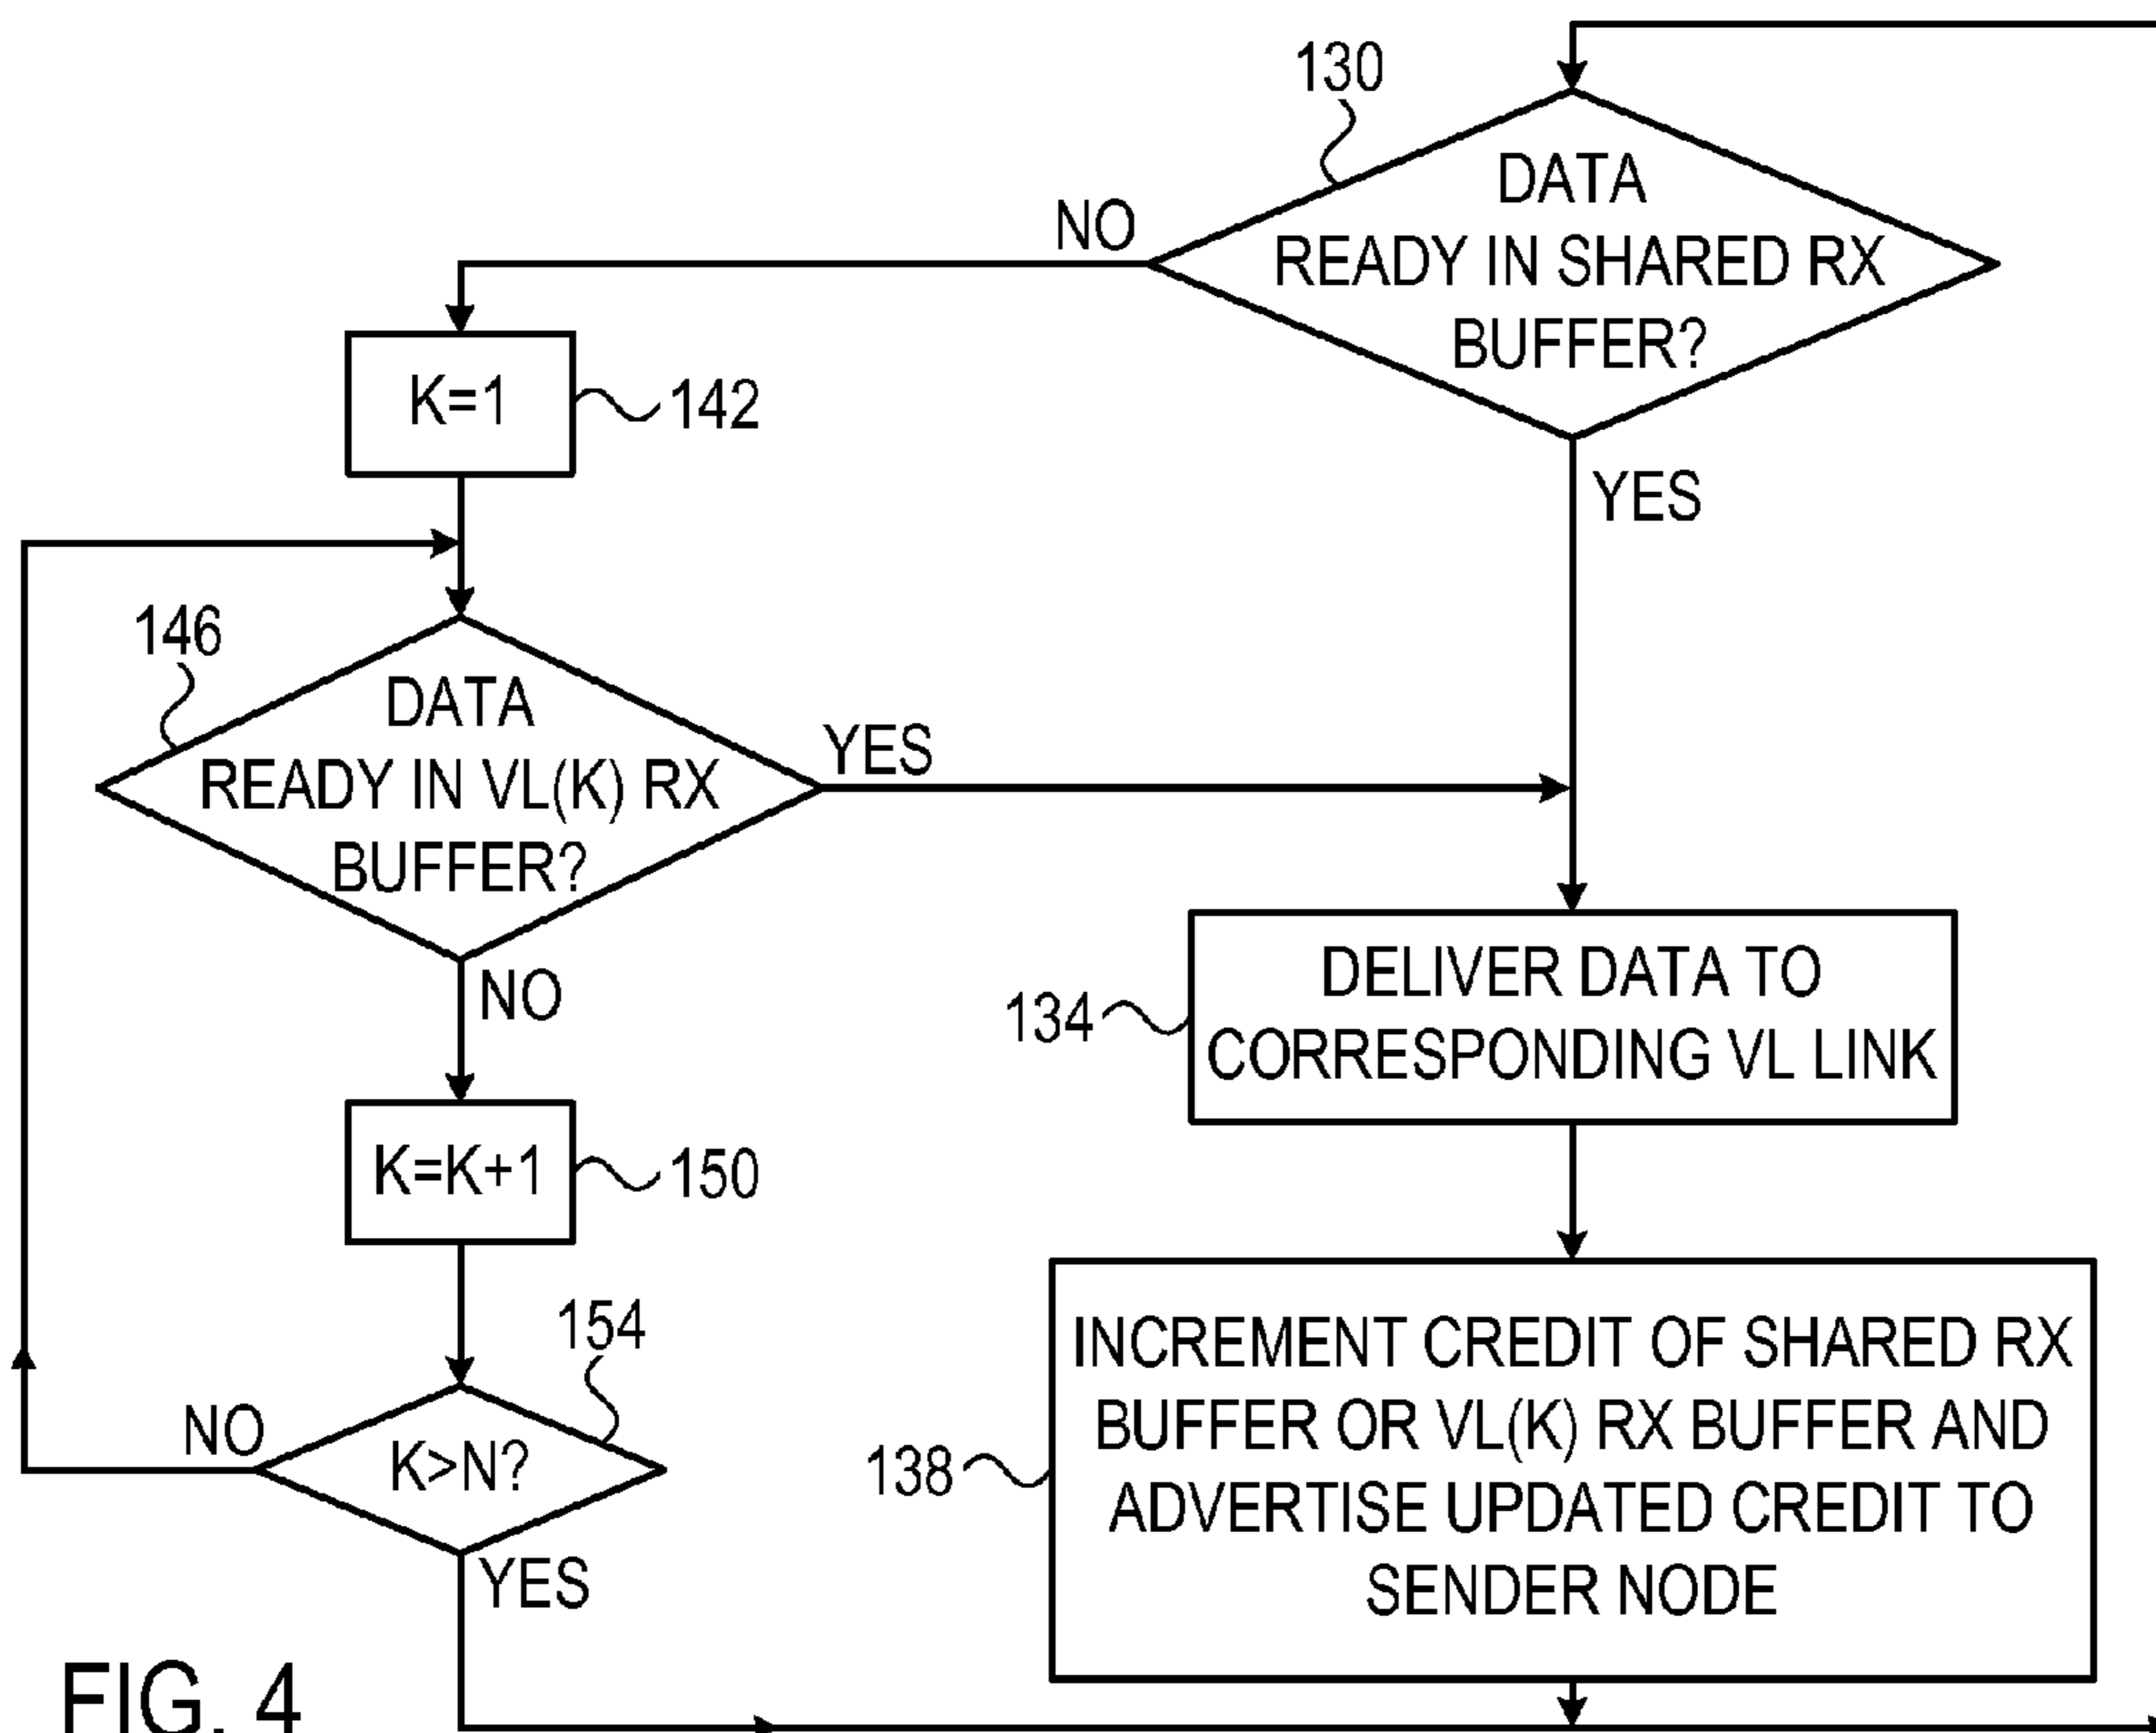 130
DATA
READY IN SHARED RX
BUFFER?
NO
YES
K=1
142
146
DATA
READY IN VL(K) RX
BUFFER?
YES
NO
134
DELIVER DATA TO
CORRESPONDING VL LINK
K=K+1
150
154
K>N?
NO
YES
138
INCREMENT CREDIT OF SHARED RX
BUFFER OR VL(K) RX BUFFER AND
ADVERTISE UPDATED CREDIT TO
SENDER NODE
FIG. 4